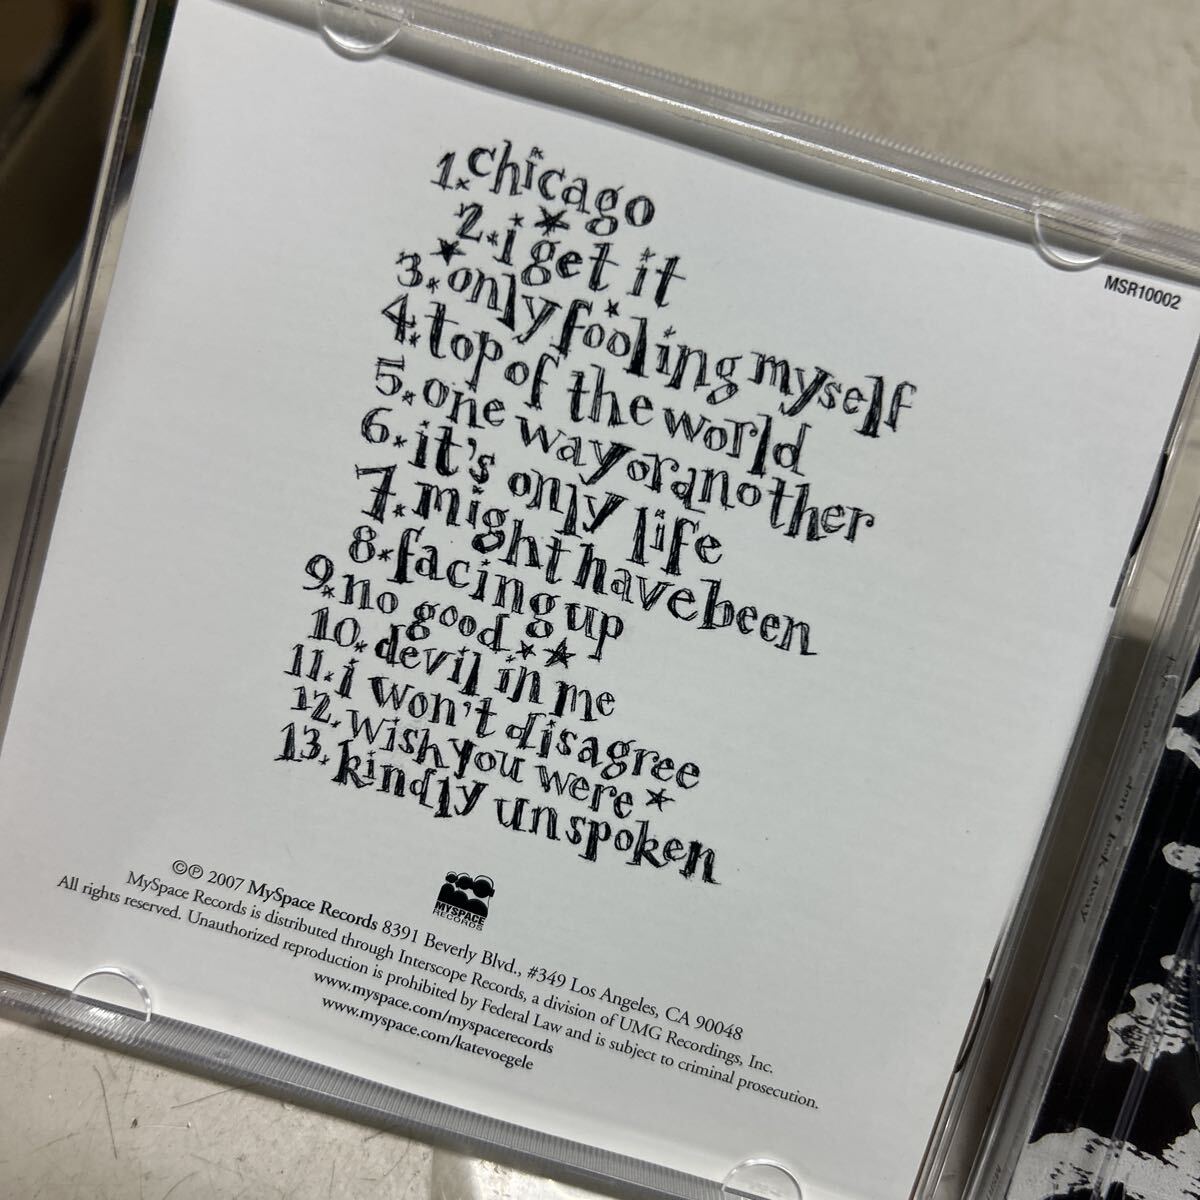 1. chicago
2. i get it
3. only fooling myself
4. top of the world
5. one way or another
6. it's only life
7. might have been
8. facing up
9. no good
10. devil in me
11. i won't disagree
12. wish you were
13. kindly unspoken
MSR10002
MYSPACE
RECORDS
©℗ 2007 MySpace Records 8391 Beverly Blvd., #349 Los Angeles, CA 90048
MySpace Records is distributed through Interscope Records, a division of UMG Recordings, Inc.
All rights reserved. Unauthorized reproduction is prohibited by Federal Law and is subject to criminal prosecution.
www.myspace.com/myspacerecords
www.myspace.com/katevoegele
don't look away